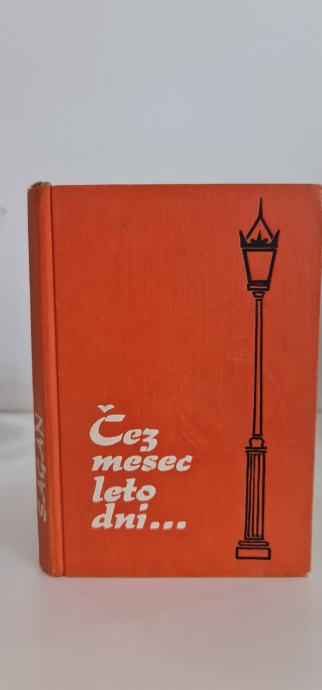 SAGAN
Čez
mesec
leto
dni...